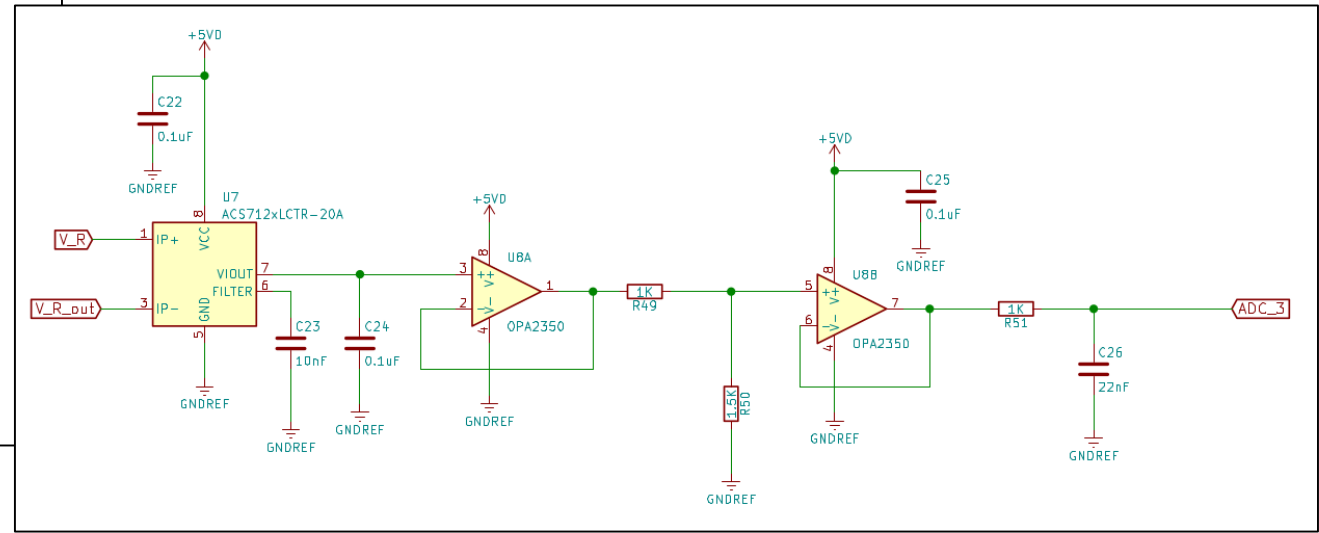 +5VD
C22
0.1uF
GNDREF
U7
ACS712xLCTR-20A
8
VCC
V_R
1
IP+
VIOUT
7
FILTER
6
V_R_out
3
IP-
GND
5
GNDREF
C23
10nF
GNDREF
C24
0.1uF
GNDREF
+5VD
8
U8A
3
++
V+
2
-
V-
1
4
OPA2350
GNDREF
1K
R49
1.5K
R50
GNDREF
+5VD
C25
0.1uF
GNDREF
8
U8B
5
++
V+
6
-
V-
7
4
OPA2350
GNDREF
1K
R51
C26
22nF
GNDREF
ADC_3